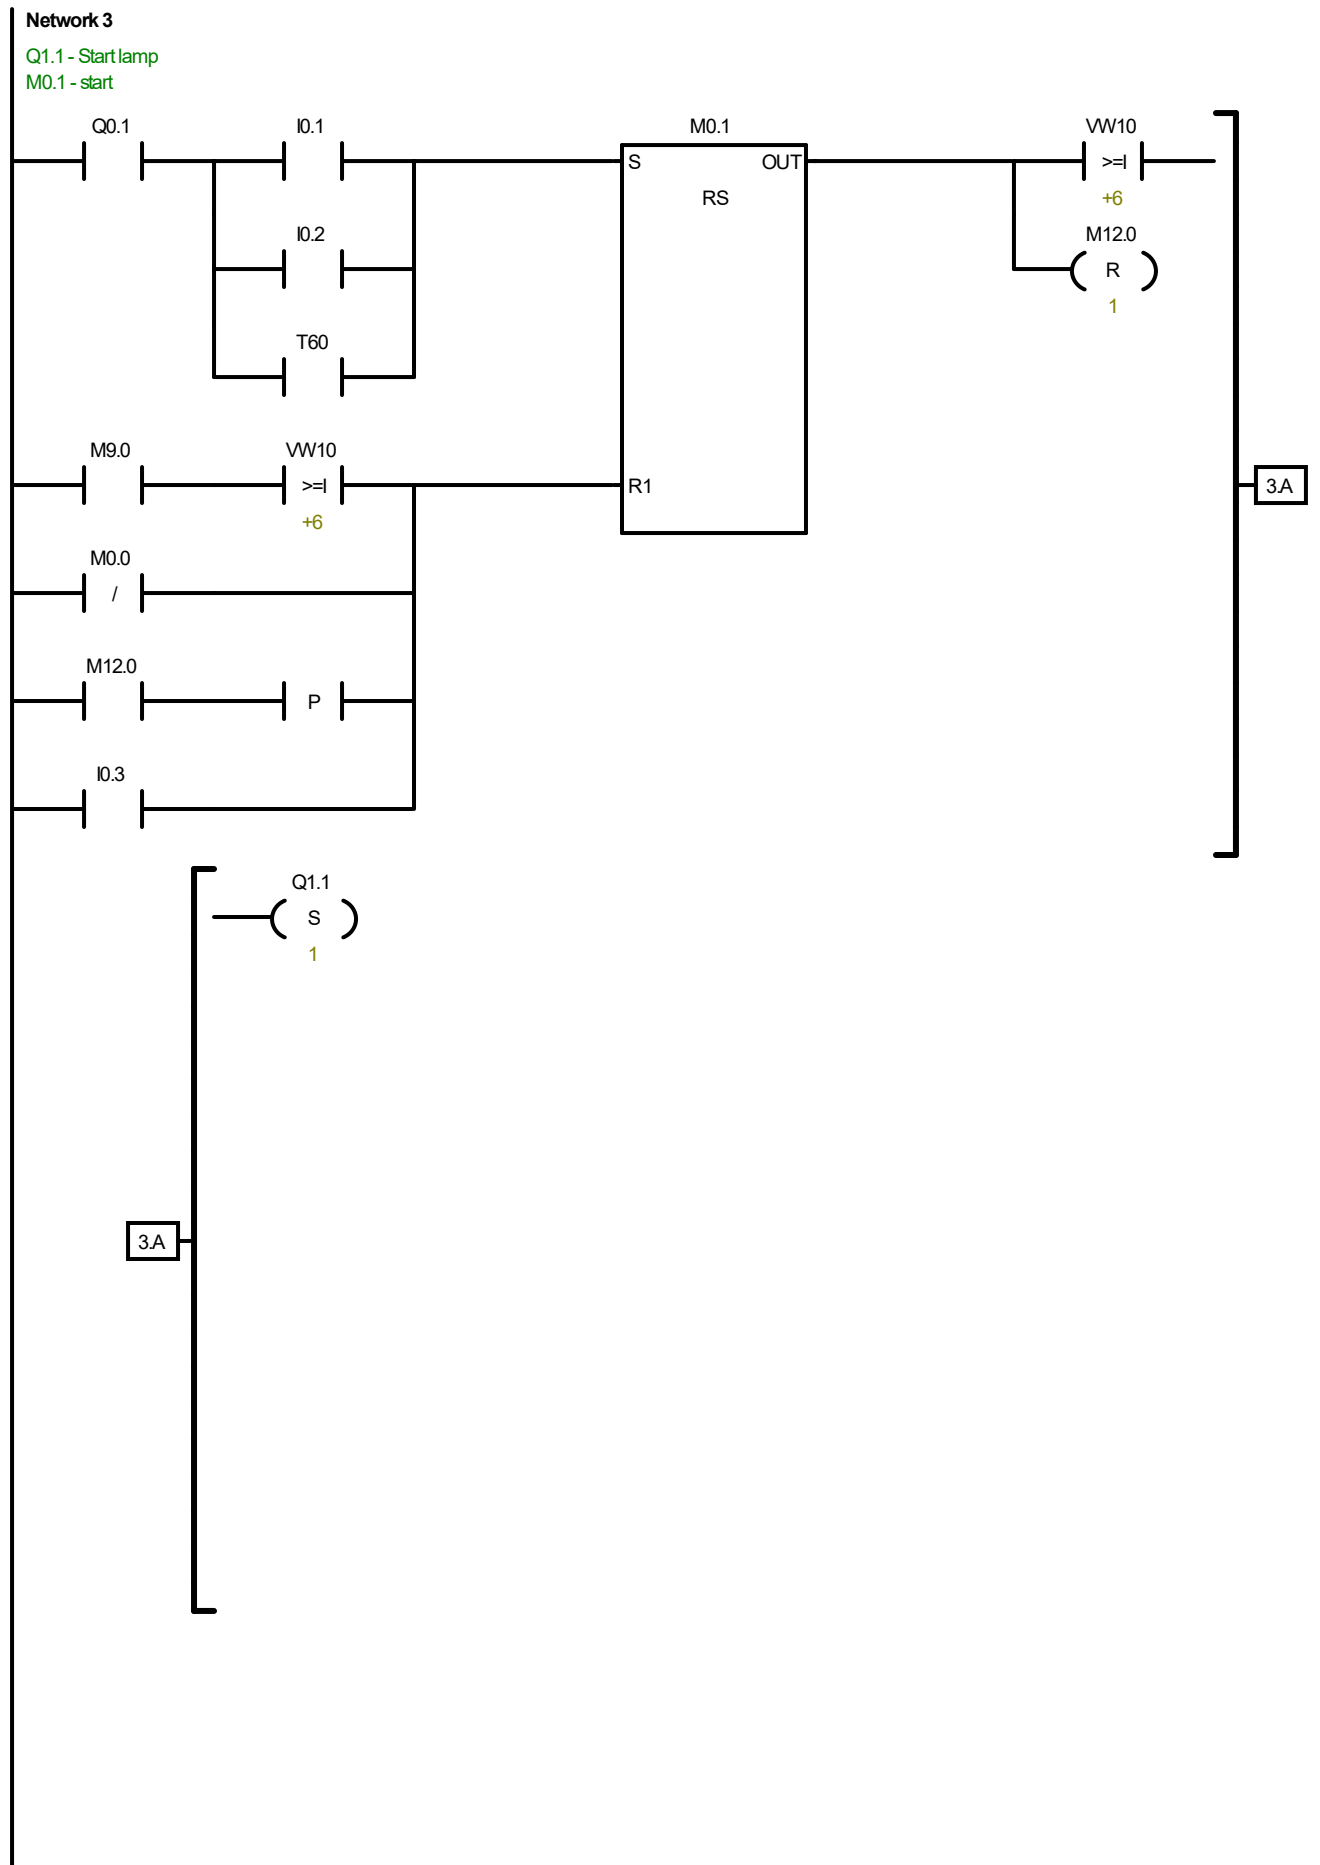 Network 3
Q1.1 - Start lamp
M0.1 - start
Q0.1 I0.1 M0.1 VW10
S OUT >=I
RS +6
I0.2 M12.0
R
1
T60
M9.0 VW10
>=I R1 3.A
+6
M0.0
/
M12.0
P
I0.3
Q1.1
S
1
3.A